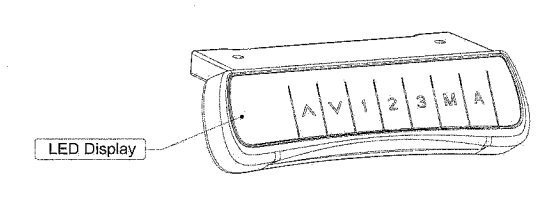 ∧ ∨ 1 2 3 M A
LED Display